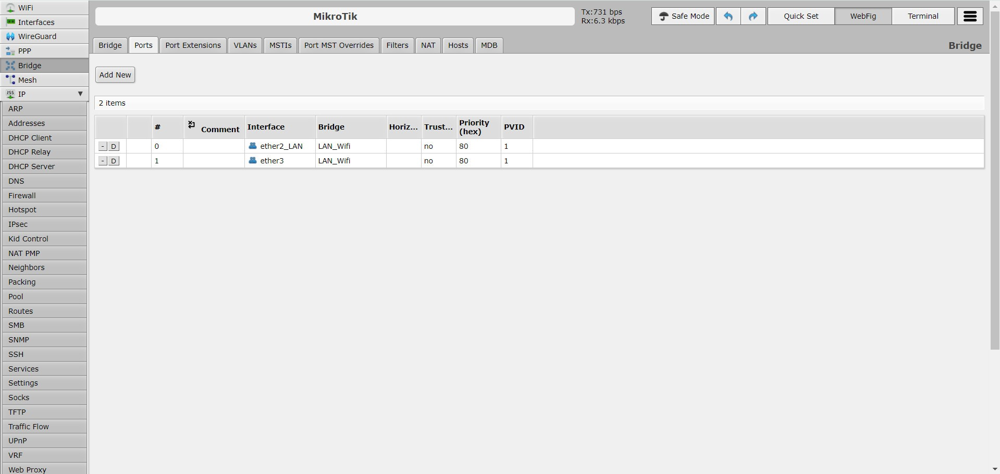 WiFi
Interfaces
WireGuard
PPP
Bridge
Mesh
255 IP ▼
ARP
Addresses
DHCP Client
DHCP Relay
DHCP Server
DNS
Firewall
Hotspot
IPsec
Kid Control
NAT PMP
Neighbors
Packing
Pool
Routes
SMB
SNMP
SSH
Services
Settings
Socks
TFTP
Traffic Flow
UPnP
VRF
Web Proxy
MikroTik
Tx:731 bps
Rx:6.3 kbps
Safe Mode
Quick Set WebFig Terminal
Bridge Ports Port Extensions VLANs MSTIs Port MST Overrides Filters NAT Hosts MDB Bridge
Add New
2 items
# Comment Interface Bridge Horiz... Trust... Priority (hex) PVID
- D 0 ether2_LAN LAN_Wifi no 80 1
- D 1 ether3 LAN_Wifi no 80 1